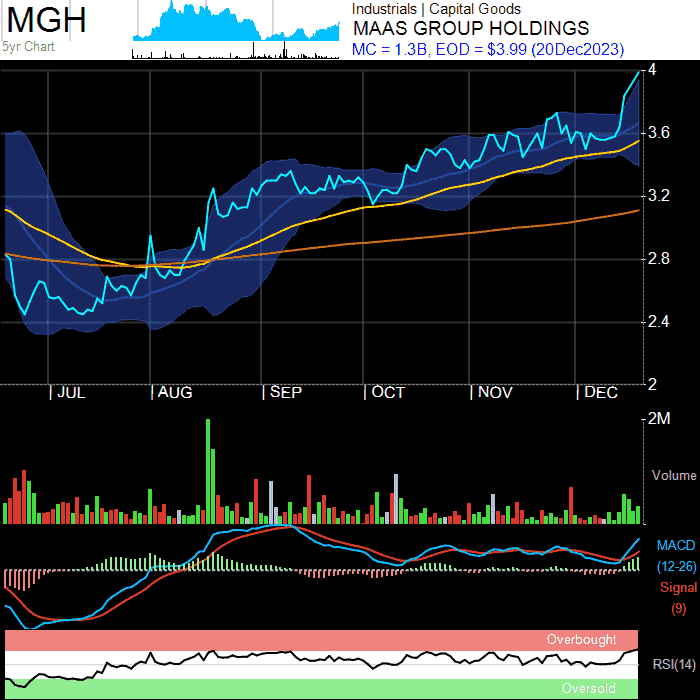 MGH
5yr Chart
Industrials | Capital Goods
MAAS GROUP HOLDINGS
MC = 1.3B, EOD = $3.99 (20Dec2023)
4
3.6
3.2
2.8
2.4
2
| JUL | AUG | SEP | OCT | NOV | DEC
2M
Volume
MACD
(12-26)
Signal
(9)
Overbought
RSI(14)
Oversold